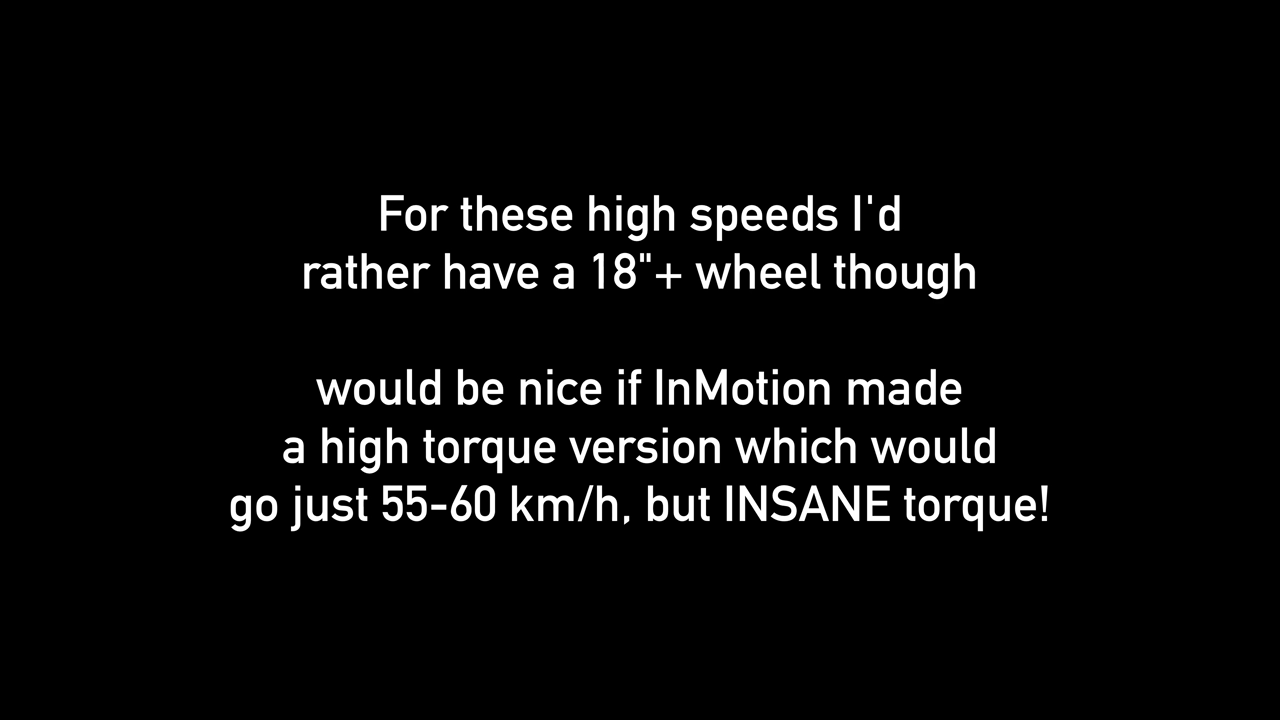 For these high speeds I'd
rather have a 18"+ wheel though
would be nice if InMotion made
a high torque version which would
go just 55-60 km/h, but INSANE torque!